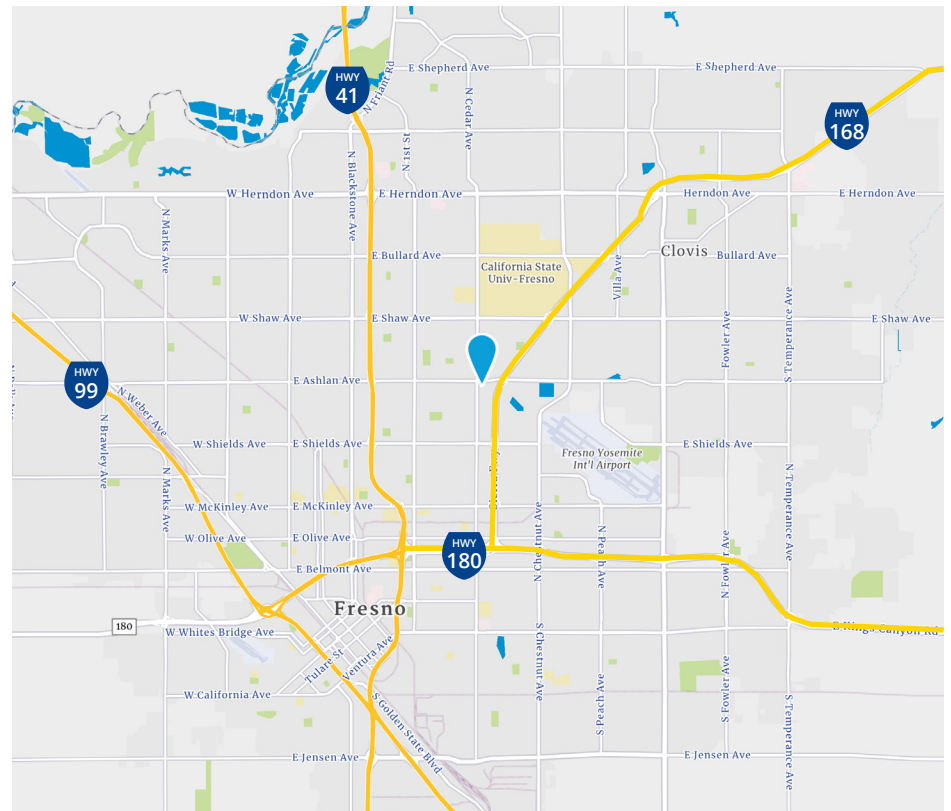 E Shepherd Ave
E Shepherd Ave
HWY
41
N Friant Rd
N Cedar Ave
HWY
168
N 1st St
N Blackstone Ave
W Herndon Ave
E Herndon Ave
Herndon Ave
E Herndon Ave
N Marks Ave
E Bullard Ave
California State
Univ-Fresno
Villa Ave
Clovis
Bullard Ave
W Shaw Ave
E Shaw Ave
Fowler Ave
S Temperance Ave
E Shaw Ave
HWY
99
E Ashlan Ave
N Weber Ave
N Brawley Ave
W Shields Ave
E Shields Ave
Fresno Yosemite
Int'l Airport
E Shields Ave
N Marks Ave
W McKinley Ave
E McKinley Ave
N Chestnut Ave
N Peach Ave
N Temperance Ave
W Olive Ave
E Olive Ave
HWY
180
N Fowler Ave
E Belmont Ave
Fresno
180
W Whites Bridge Ave
E Kings Canyon Rd
Tulare St
Ventura Ave
S Chestnut Ave
S Peach Ave
S Fowler Ave
S Temperance Ave
W California Ave
S Golden State Blvd
E Jensen Ave
E Jensen Ave